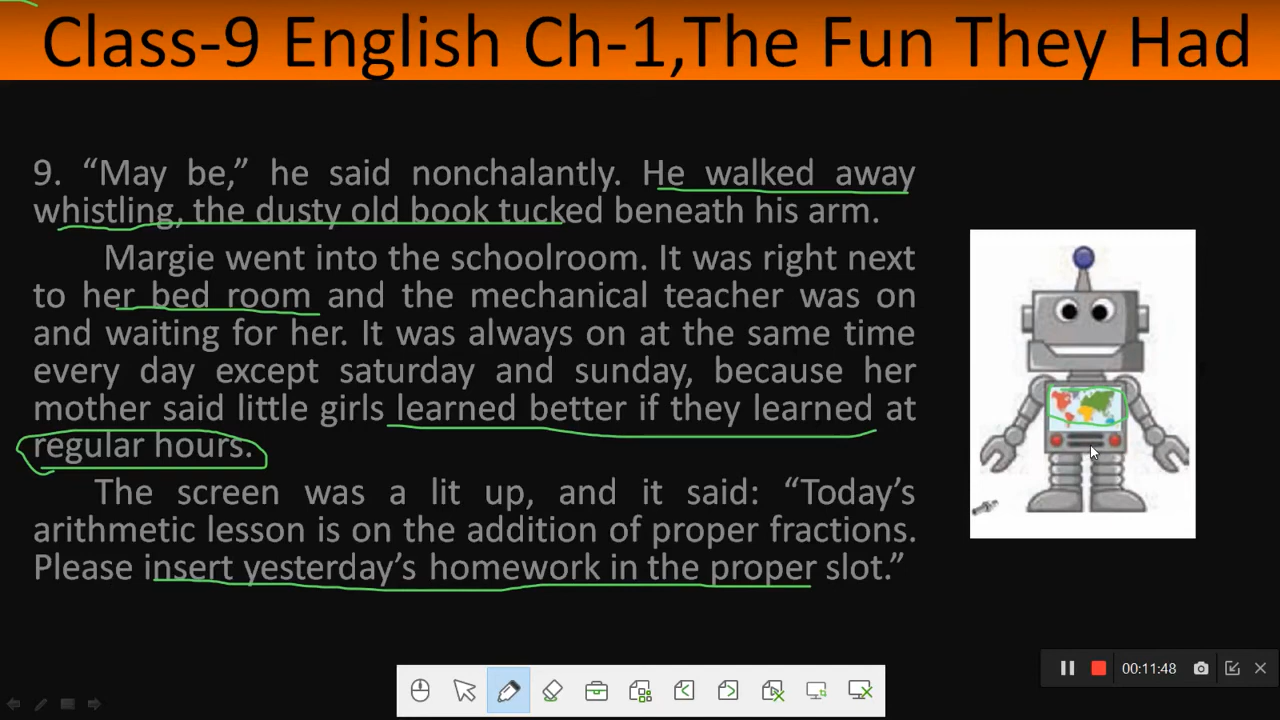 Class-9 English Ch-1,The Fun They Had
9. “May be,” he said nonchalantly. He walked away
whistling, the dusty old book tucked beneath his arm.
Margie went into the schoolroom. It was right next
to her bed room and the mechanical teacher was on
and waiting for her. It was always on at the same time
every day except saturday and sunday, because her
mother said little girls learned better if they learned at
regular hours.
The screen was a lit up, and it said: “Today’s
arithmetic lesson is on the addition of proper fractions.
Please insert yesterday’s homework in the proper slot.”
00:11:48